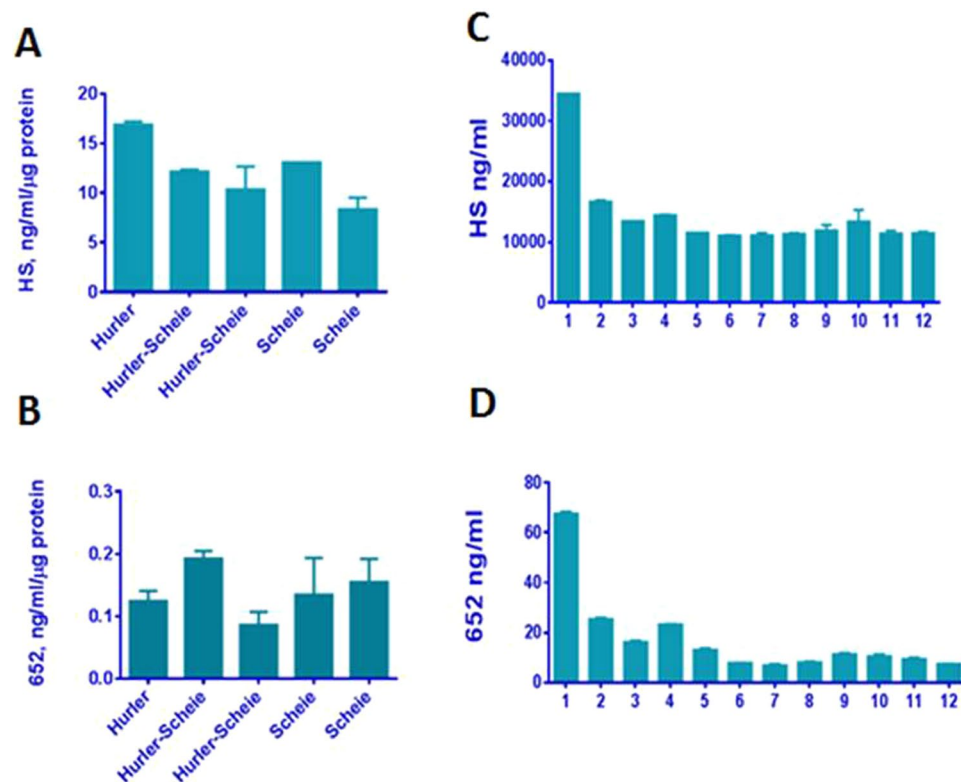 A
HS, ng/ml/µg protein
20
15
10
5
0
Hurler
Hurler-Scheie
Hurler-Scheie
Scheie
Scheie
B
652, ng/ml/µg protein
0.3
0.2
0.1
0.0
Hurler
Hurler-Scheie
Hurler-Scheie
Scheie
Scheie
C
HS ng/ml
40000
30000
20000
10000
0
1 2 3 4 5 6 7 8 9 10 11 12
D
652 ng/ml
80
60
40
20
0
1 2 3 4 5 6 7 8 9 10 11 12